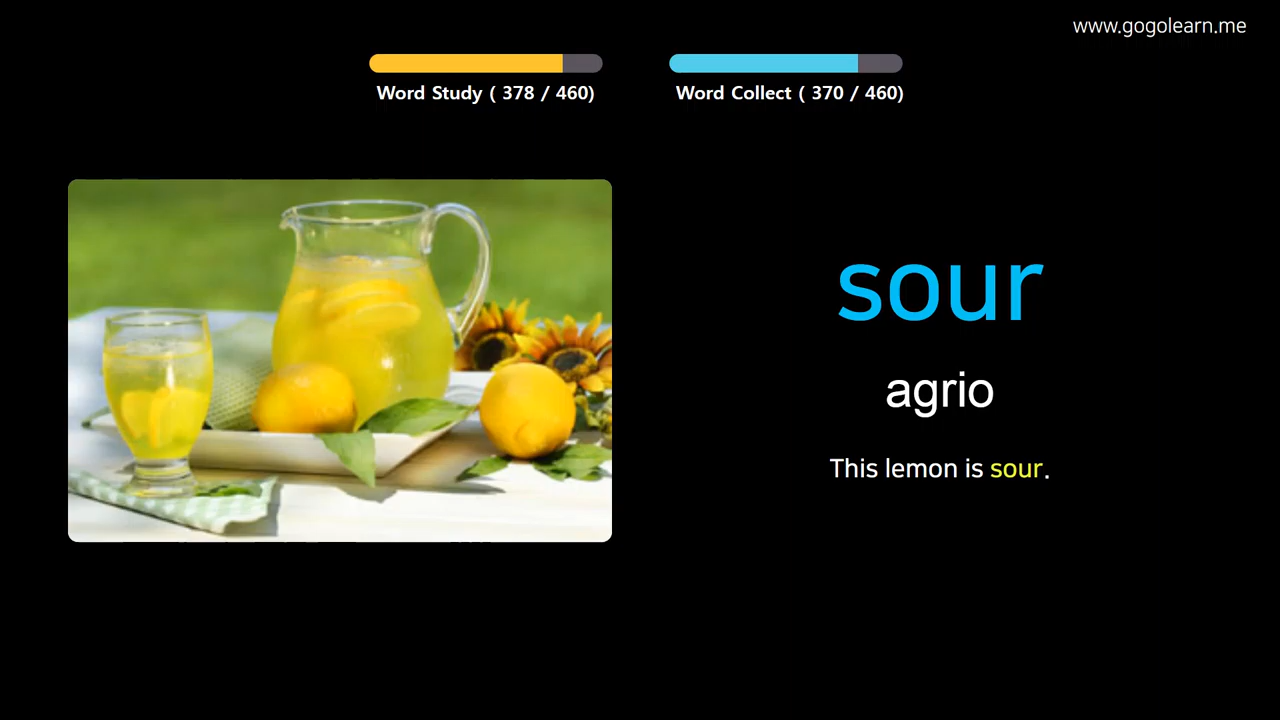 www.gogolearn.me
Word Study ( 378 / 460)
Word Collect ( 370 / 460)
sour
agrio
This lemon is sour.